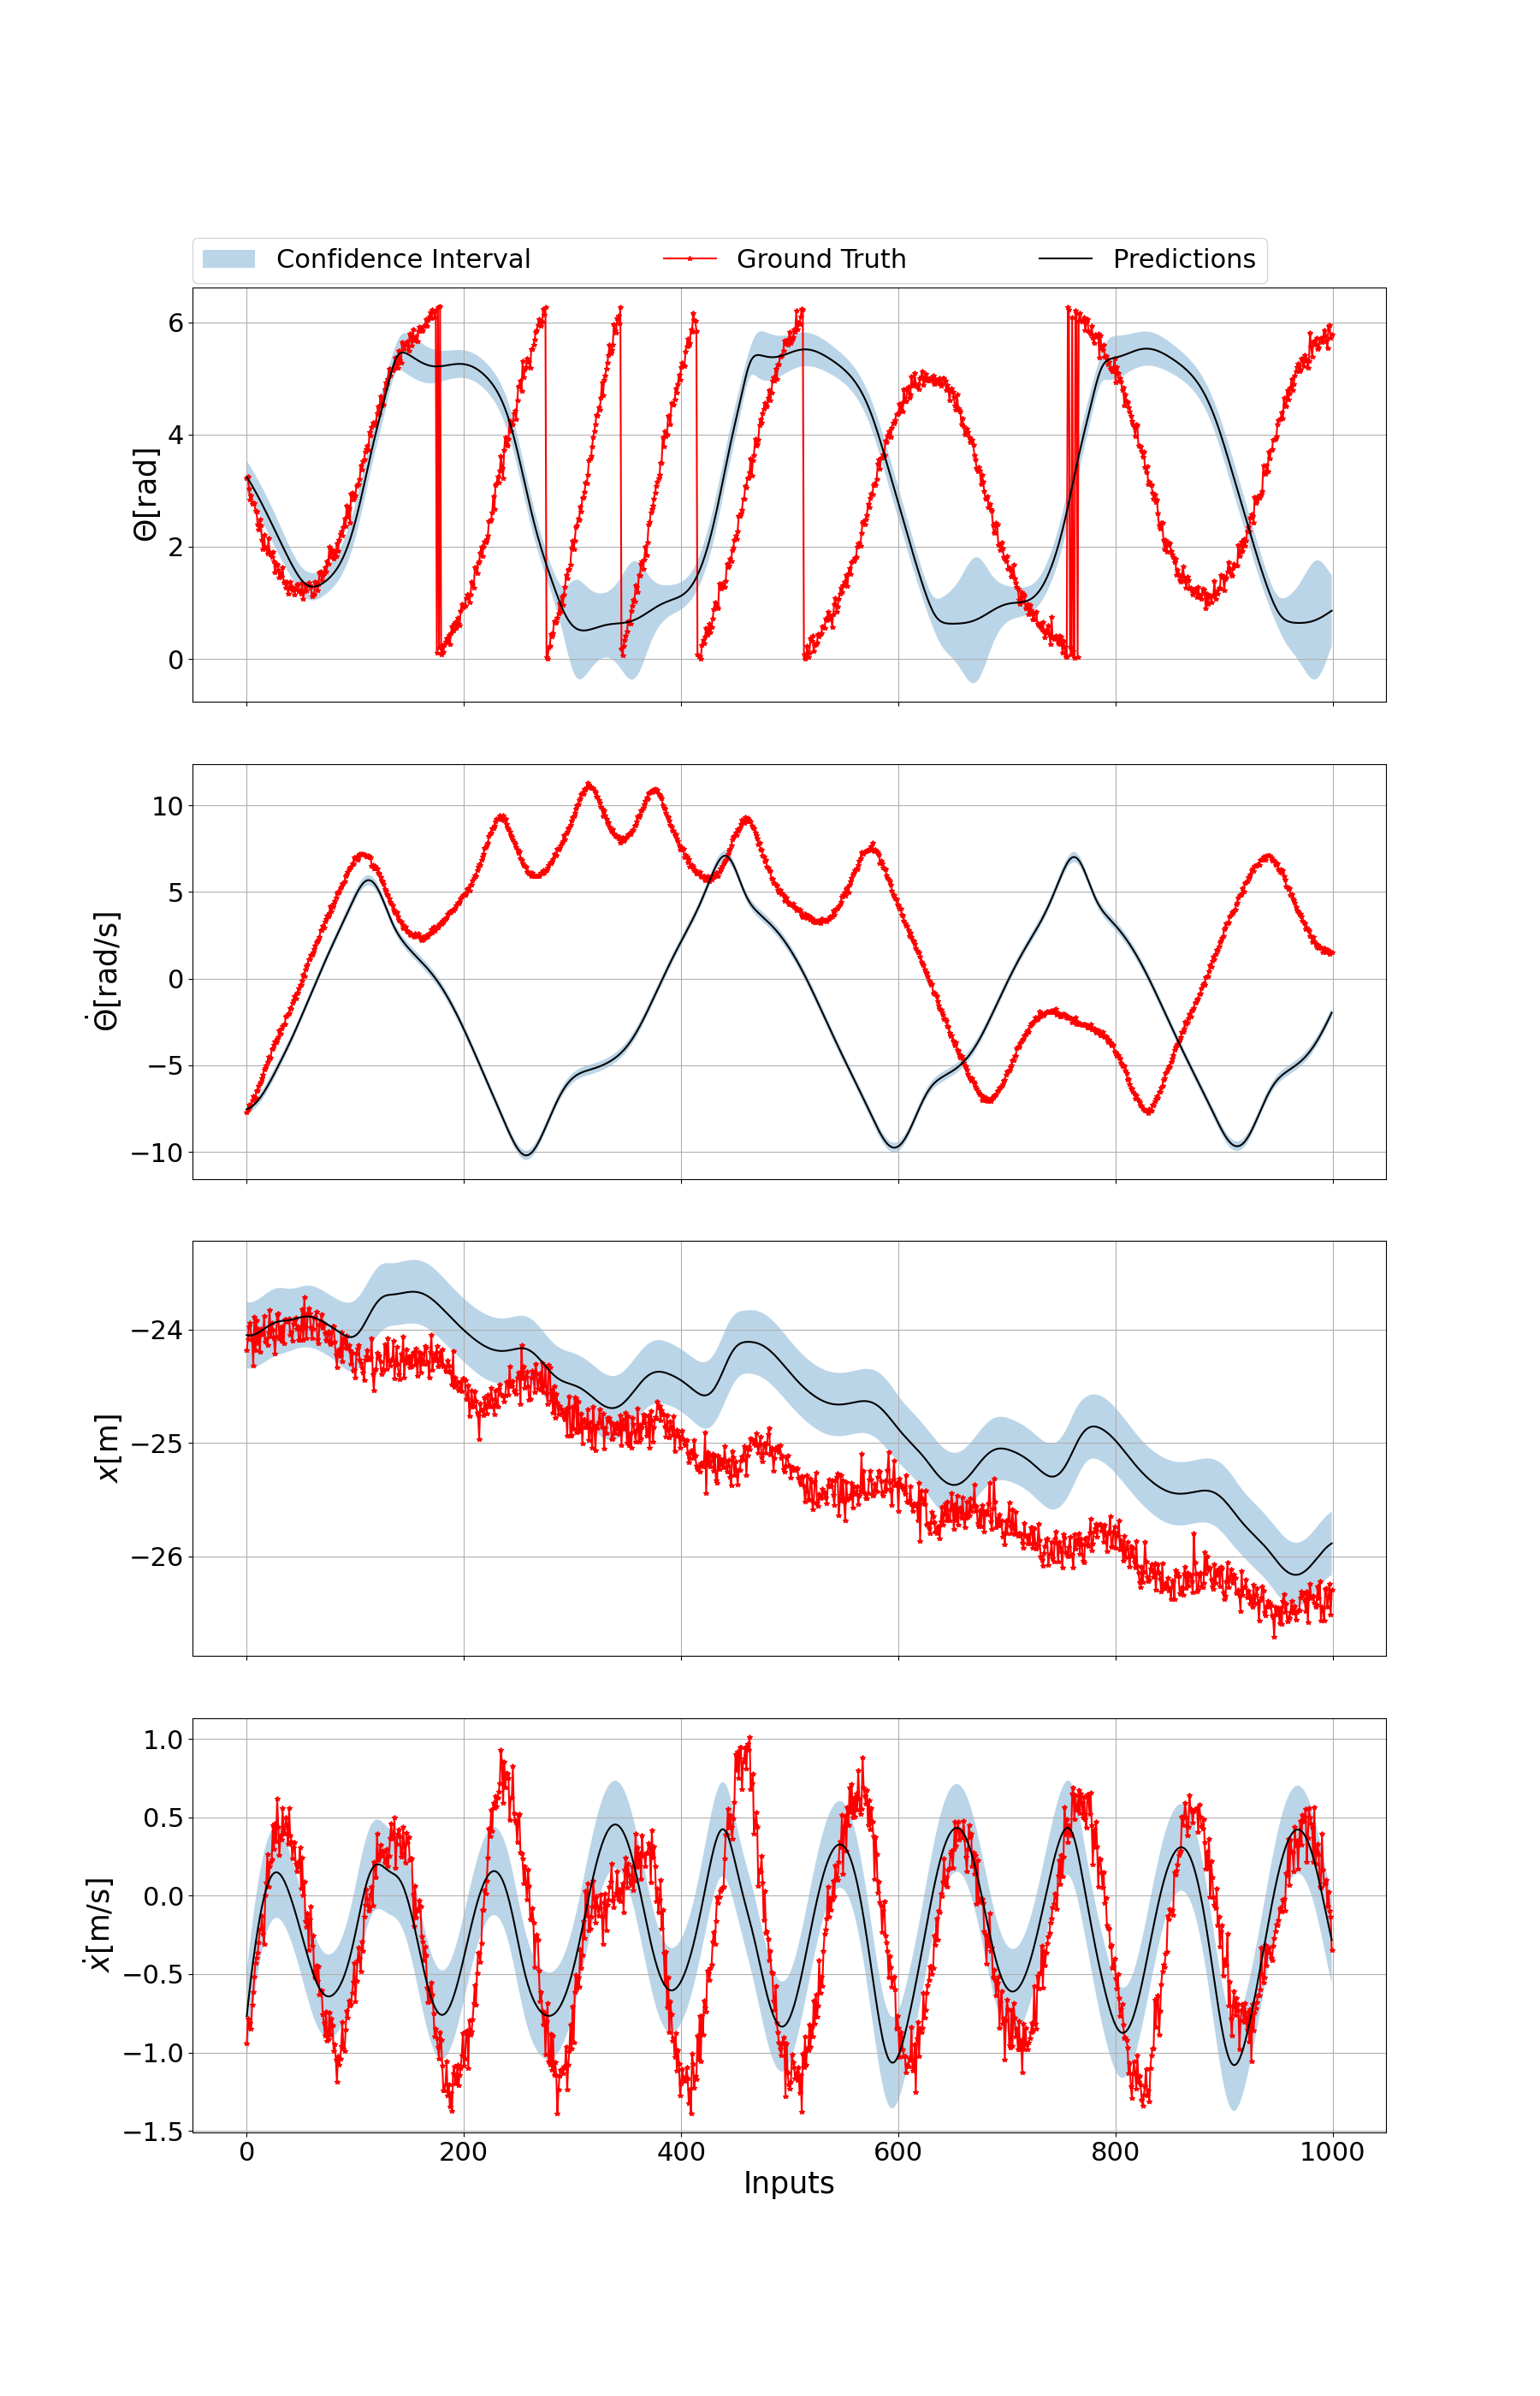 Confidence Interval Ground Truth Predictions
6
4
2
0
Θ[rad]
10
5
0
−5
−10
Θ̇[rad/s]
−24
−25
−26
x[m]
1.0
0.5
0.0
−0.5
−1.0
−1.5
ẋ[m/s]
0 200 400 600 800 1000
Inputs